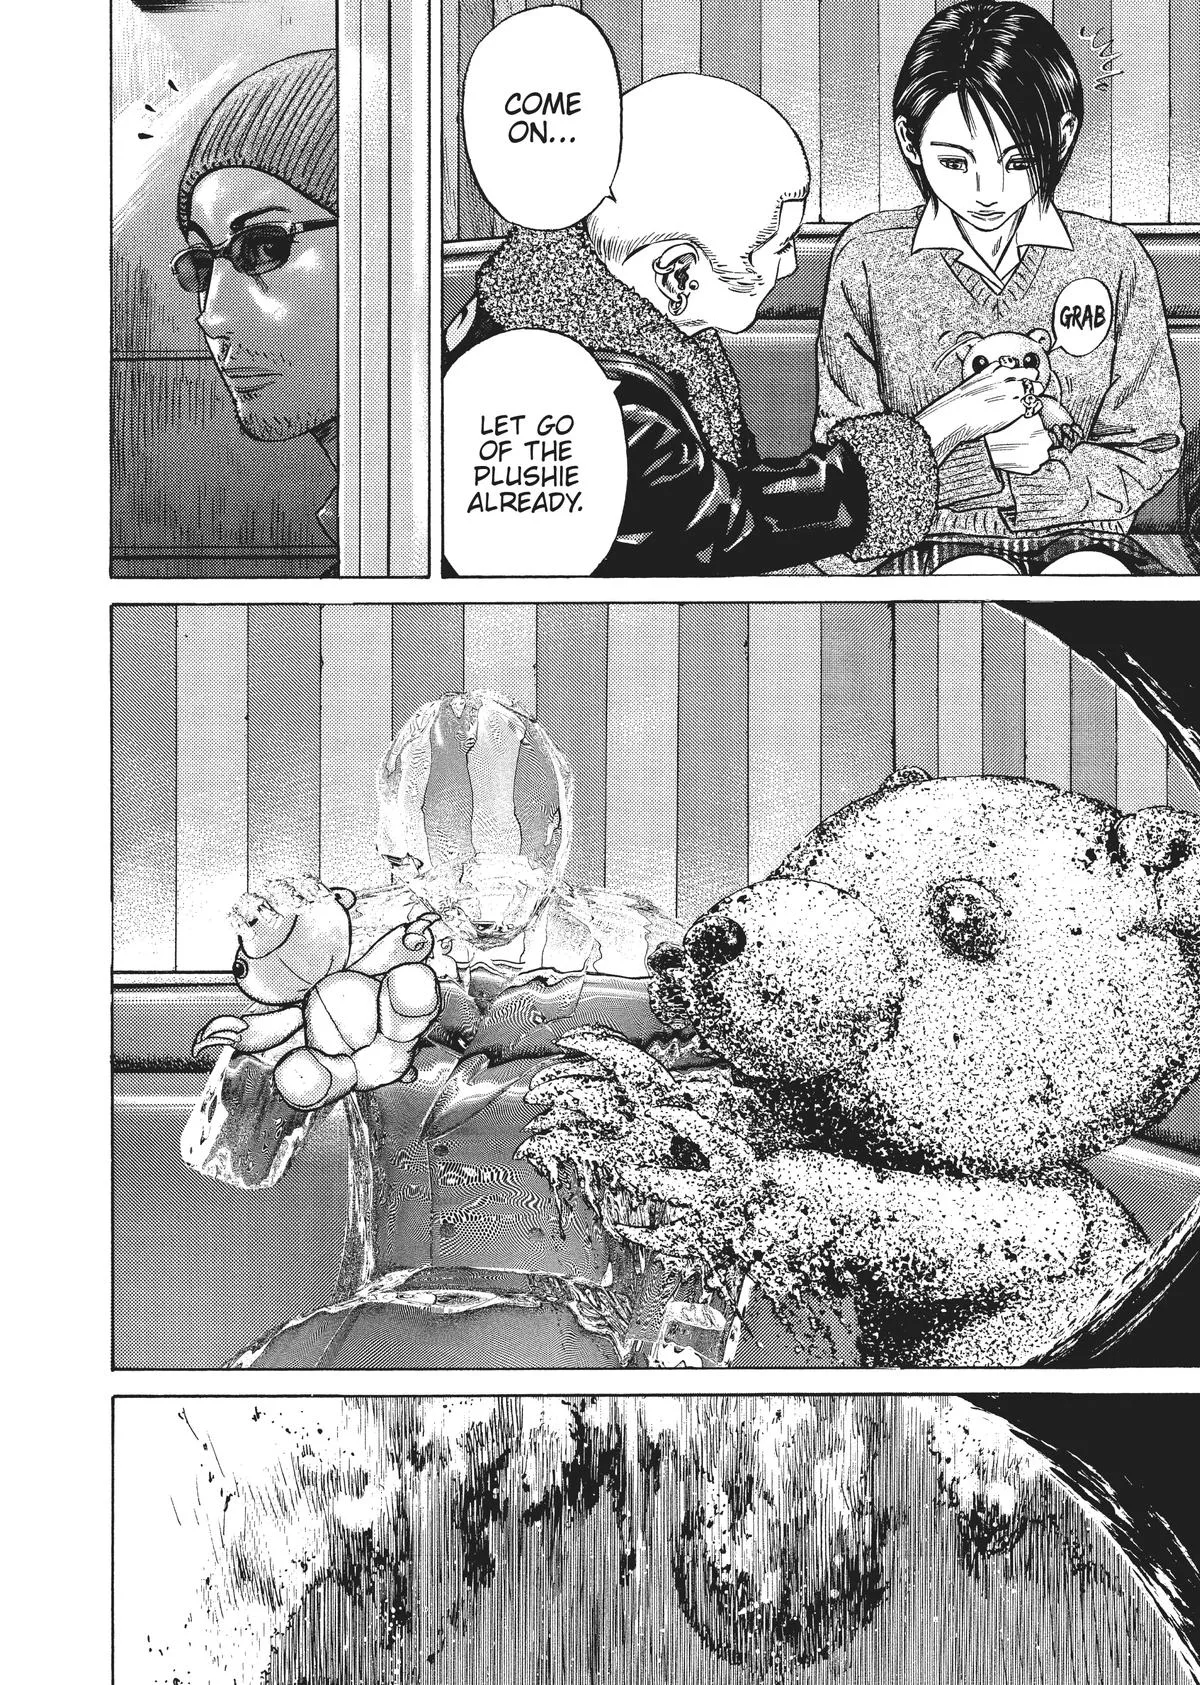 COME
ON...
GRAB
LET GO
OF THE
PLUSHIE
ALREADY.